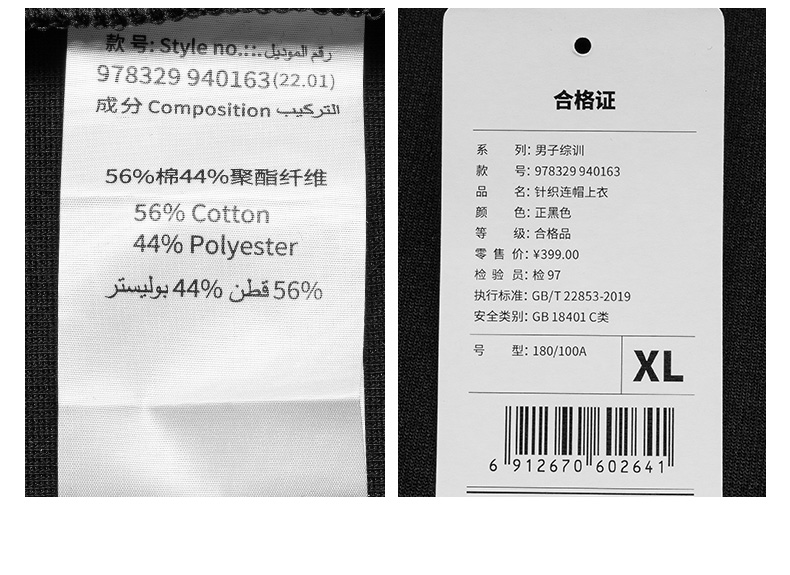 款 号: Style no.::. رقم الموديل
978329 940163(22.01)
成分 Composition التركيب
56%棉44%聚酯纤维
56% Cotton
44% Polyester
56% قطن 44% بوليستر
合格证
系 列: 男子综训
款 号: 978329 940163
品 名: 针织连帽上衣
颜 色: 正黑色
等 级: 合格品
零 售 价: ¥399.00
检 验 员: 检 97
执行标准: GB/T 22853-2019
安全类别: GB 18401 C类
号 型: 180/100A
XL
6 912670 602641